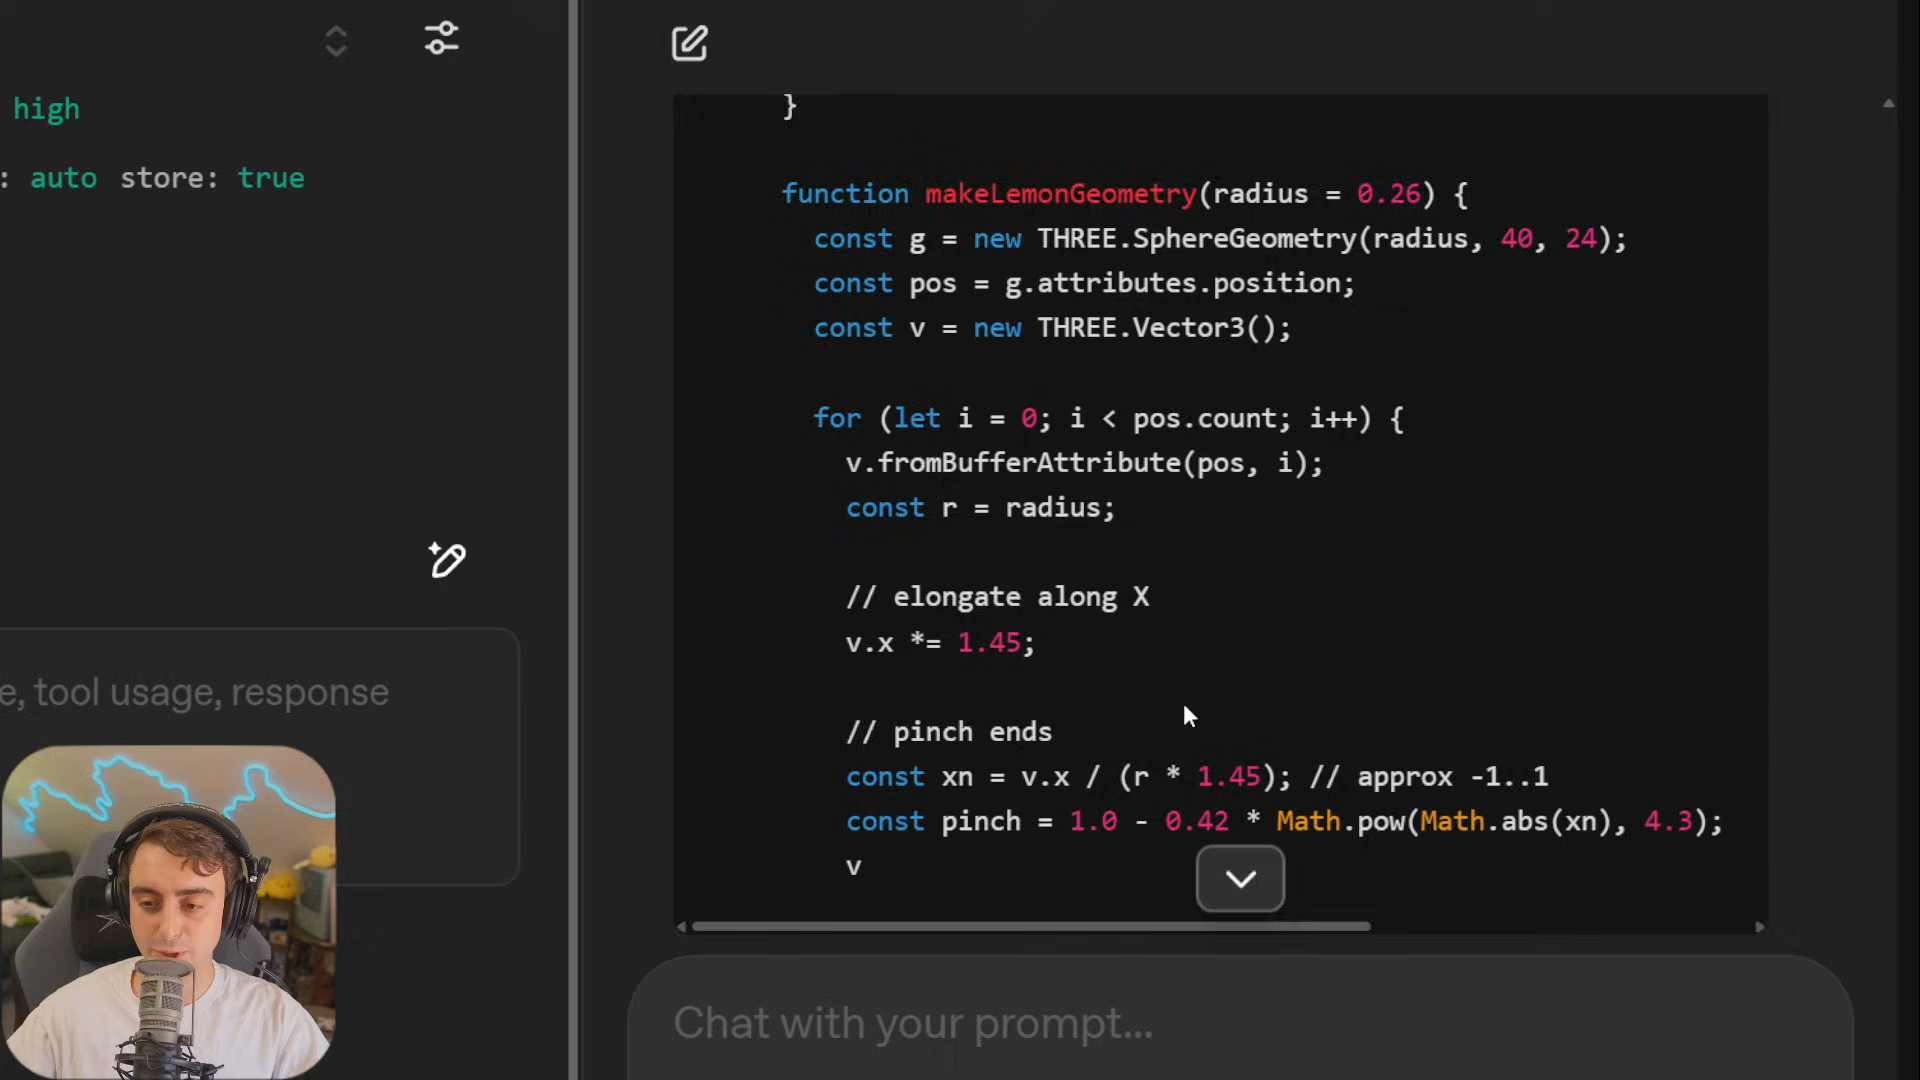 high
: auto store: true
e, tool usage, response
}
function makeLemonGeometry(radius = 0.26) {
const g = new THREE.SphereGeometry(radius, 40, 24);
const pos = g.attributes.position;
const v = new THREE.Vector3();
for (let i = 0; i < pos.count; i++) {
v.fromBufferAttribute(pos, i);
const r = radius;
// elongate along X
v.x *= 1.45;
// pinch ends
const xn = v.x / (r * 1.45); // approx -1..1
const pinch = 1.0 - 0.42 * Math.pow(Math.abs(xn), 4.3);
v
Chat with your prompt...